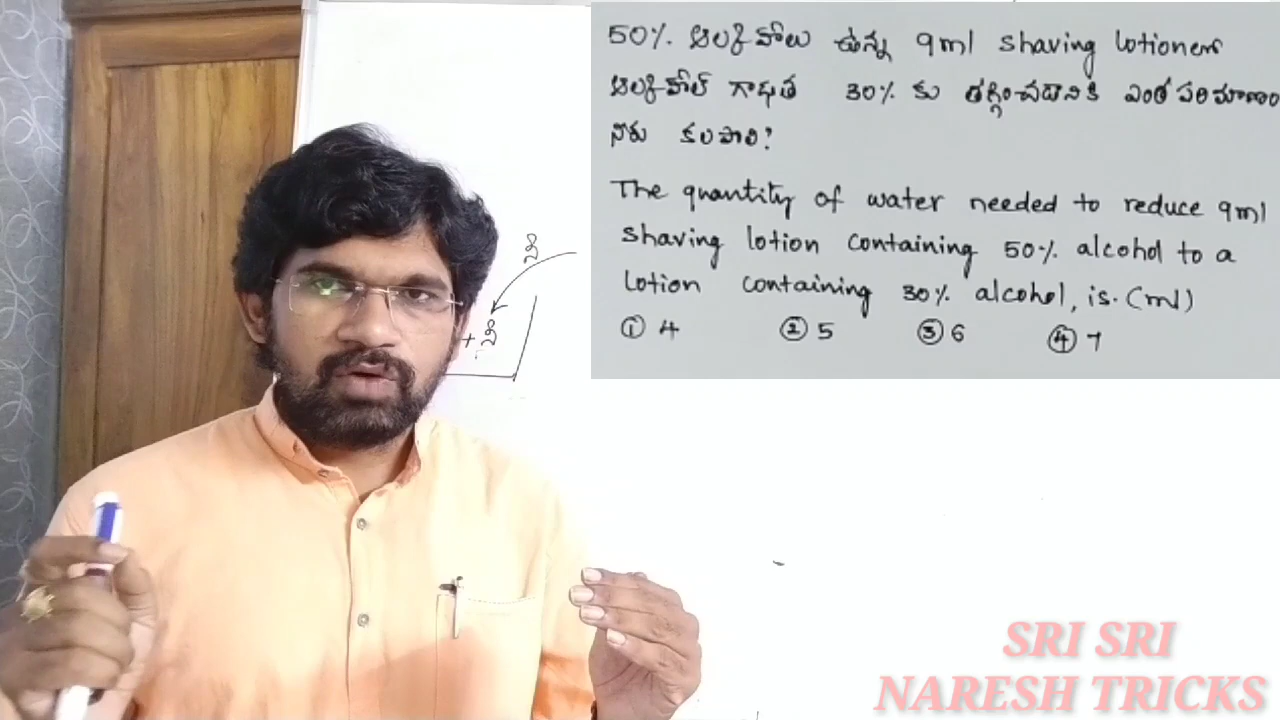 50% ఆల్కహోలు ఉన్న 9ml shaving lotionలో
ఆల్కహాల్ గాఢత 30% కు తగ్గించడానికి ఎంత పరిమాణం
నీరు కలపాలి?
The quantity of water needed to reduce 9ml
shaving lotion containing 50% alcohol to a
lotion containing 30% alcohol, is. (ml)
① 4 ② 5 ③ 6 ④ 7
నీ
+ నీ
SRI SRI
NARESH TRICKS